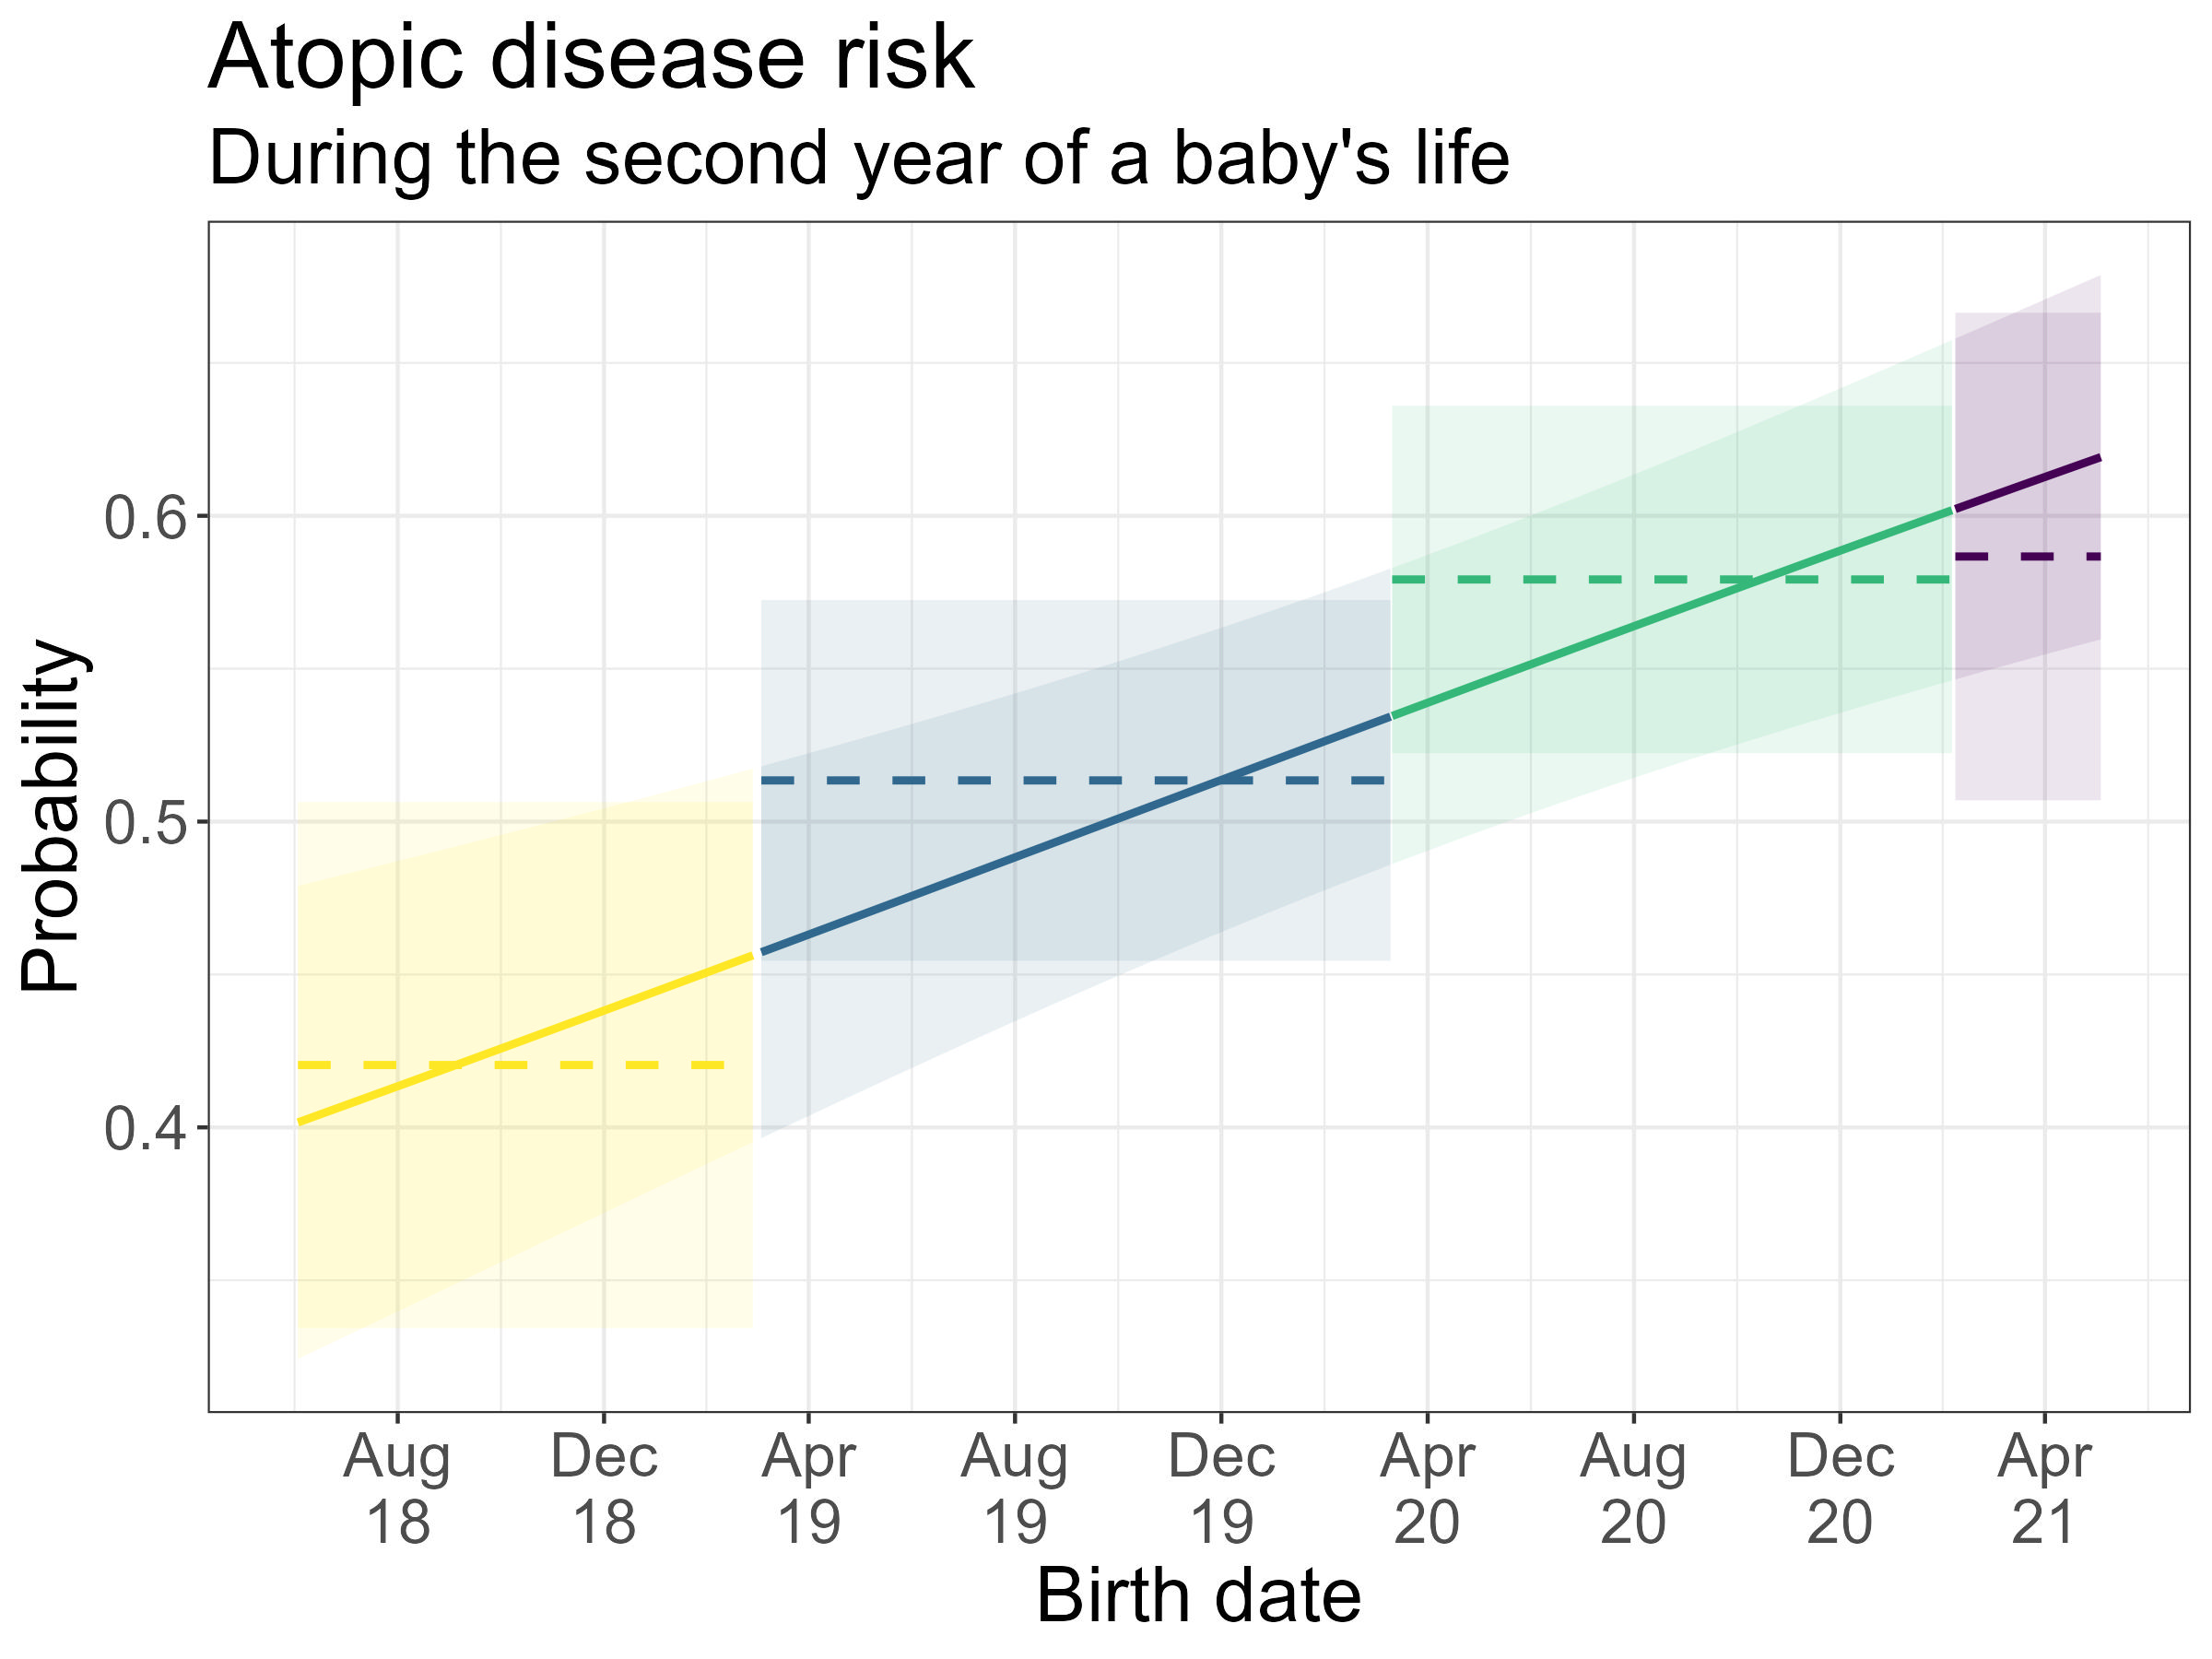 Atopic disease risk
During the second year of a baby's life
Probability
0.6
0.5
0.4
Aug Dec Apr Aug Dec Apr Aug Dec Apr
18 18 19 19 19 20 20 20 21
Birth date